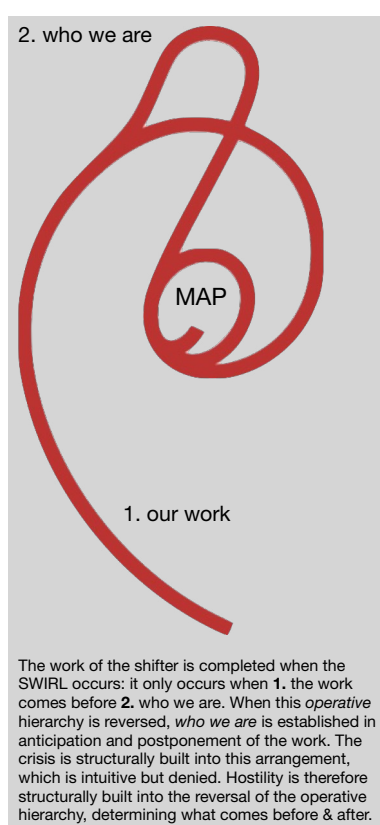 2. who we are
MAP
1. our work
The work of the shifter is completed when the
SWIRL occurs: it only occurs when 1. the work
comes before 2. who we are. When this operative
hierarchy is reversed, who we are is established in
anticipation and postponement of the work. The
crisis is structurally built into this arrangement,
which is intuitive but denied. Hostility is therefore
structurally built into the reversal of the operative
hierarchy, determining what comes before & after.